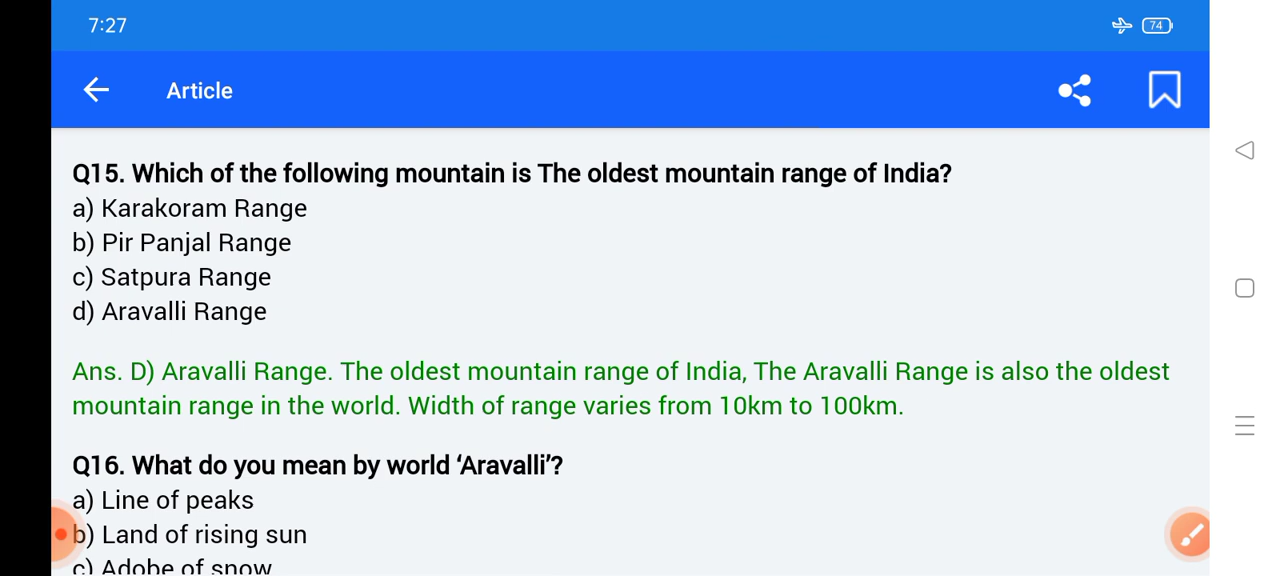 7:27
74
Article
Q15. Which of the following mountain is The oldest mountain range of India?
a) Karakoram Range
b) Pir Panjal Range
c) Satpura Range
d) Aravalli Range
Ans. D) Aravalli Range. The oldest mountain range of India, The Aravalli Range is also the oldest
mountain range in the world. Width of range varies from 10km to 100km.
Q16. What do you mean by world ‘Aravalli’?
a) Line of peaks
b) Land of rising sun
c) Adobe of snow